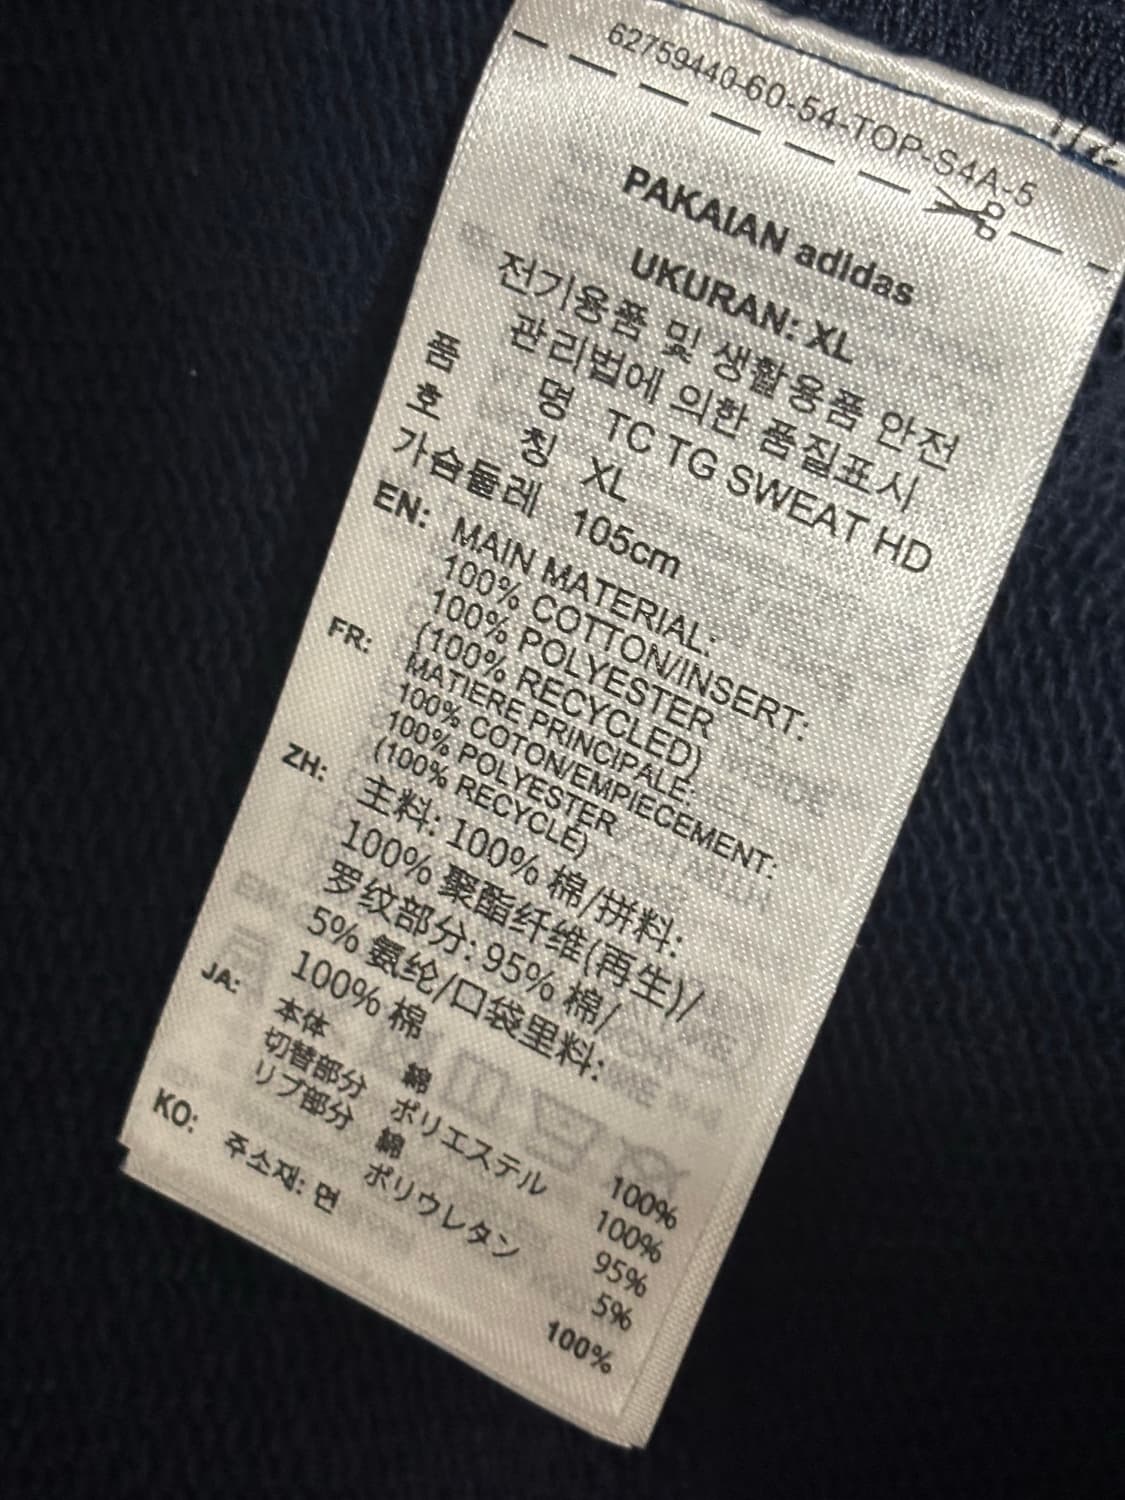 62759440-60-54-TOP-S4A-5
PAKAIAN adidas
UKURAN: XL
전기용품 및 생활용품 안전
관리법에 의한 품질표시
품 명 TC TG SWEAT HD
호 칭 XL
가슴둘레 105cm
EN: MAIN MATERIAL:
100% COTTON/INSERT:
100% POLYESTER
(100% RECYCLED)
FR: MATIERE PRINCIPALE:
100% COTON/EMPIECEMENT:
100% POLYESTER
(100% RECYCLE)
ZH: 主料: 100% 棉/拼料:
100% 聚酯纤维(再生)/
罗纹部分: 95% 棉/
5% 氨纶/口袋里料:
100% 棉
JA: 本体 綿 100%
切替部分 ポリエステル 100%
リブ部分 綿 95%
ポリウレタン 5%
KO: 주소재: 면 100%